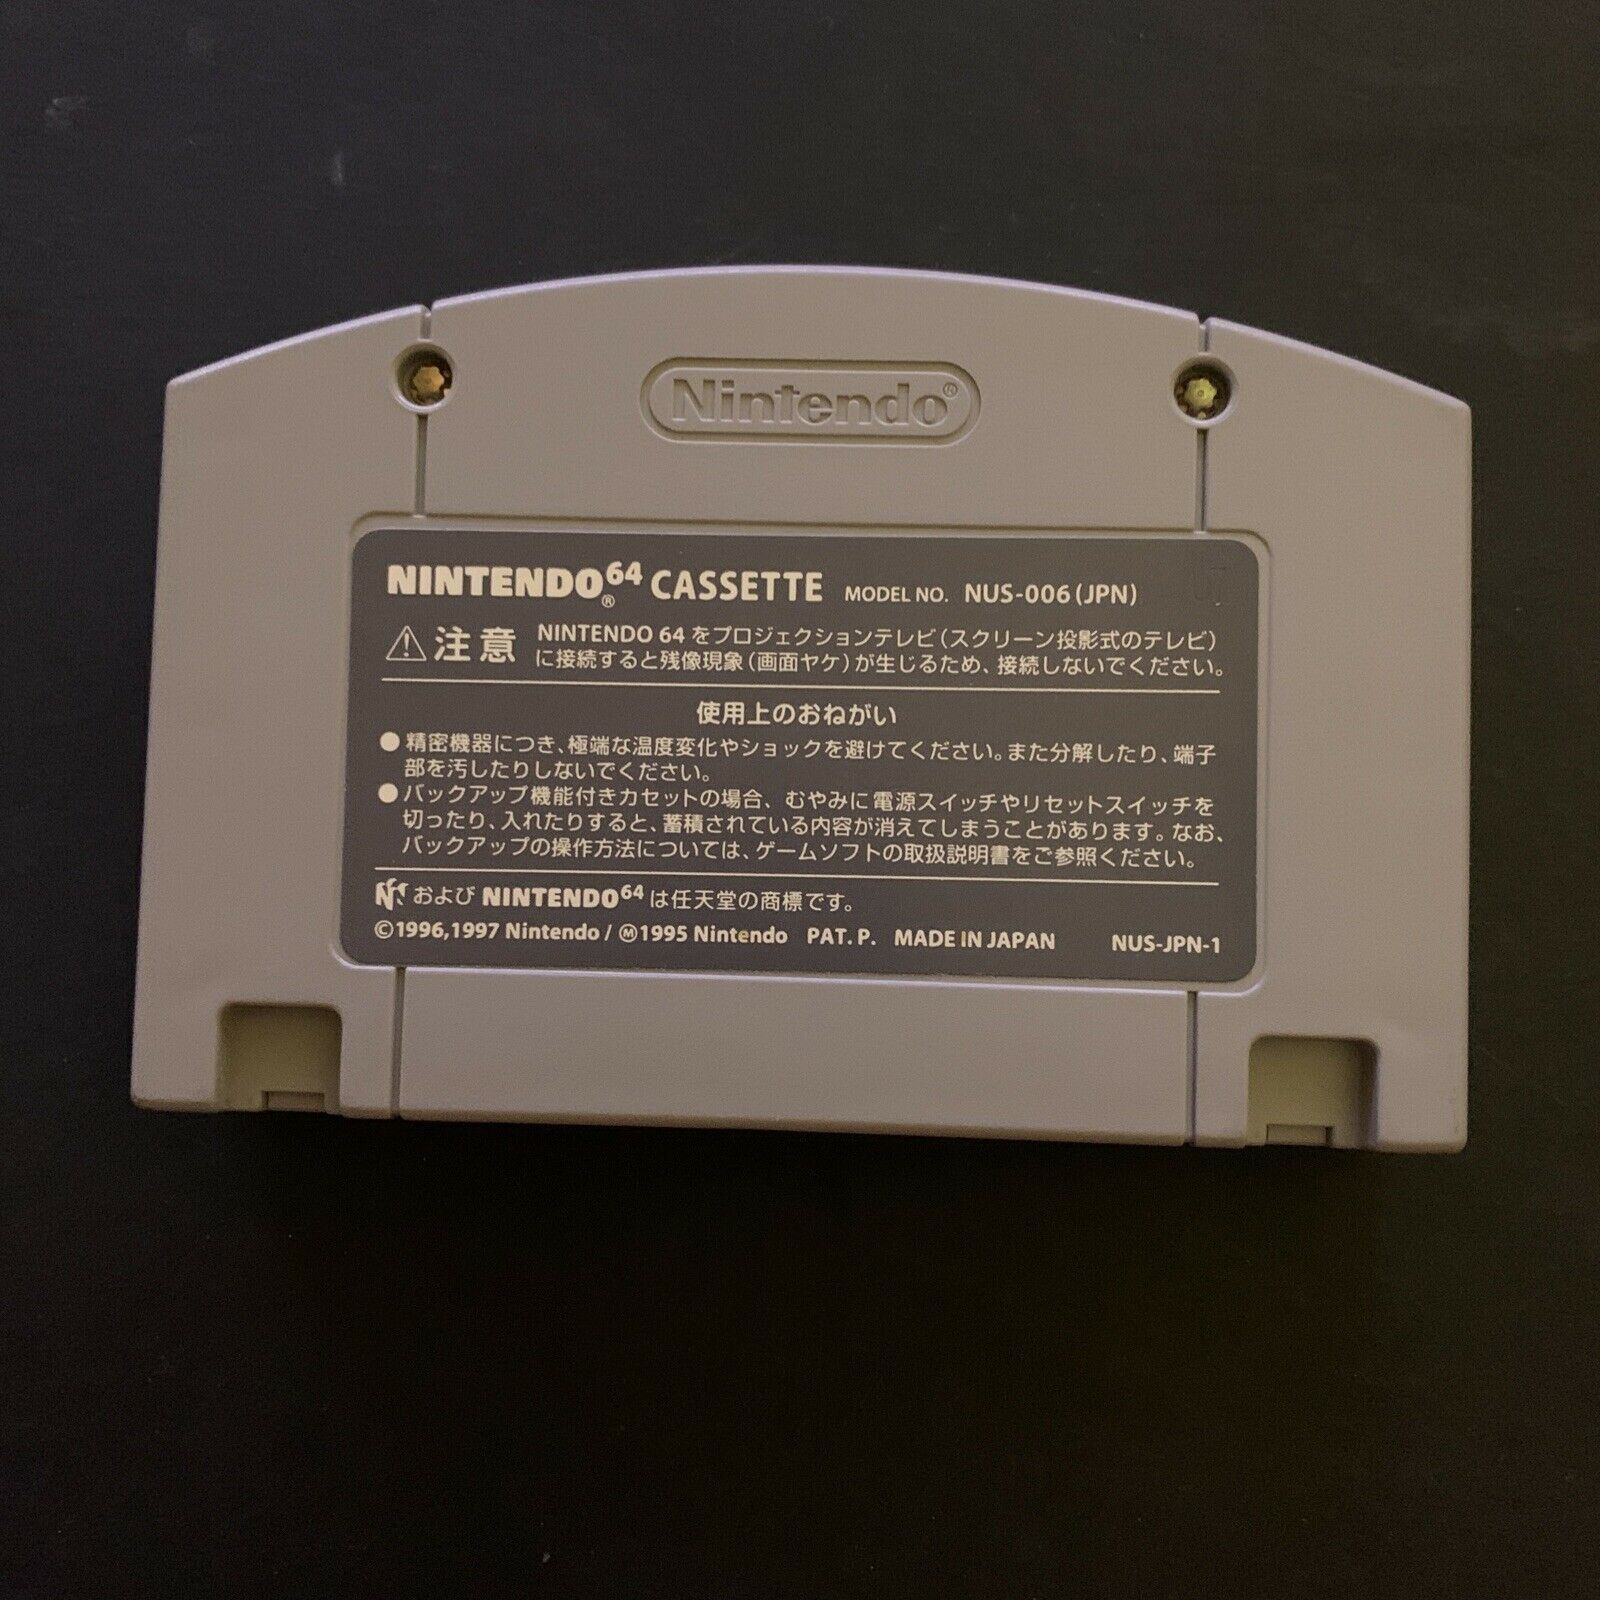 Nintendo®
NINTENDO®64 CASSETTE MODEL NO. NUS-006(JPN)
⚠注意 NINTENDO 64をプロジェクションテレビ(スクリーン投影式のテレビ)
に接続すると残像現象(画面ヤケ)が生じるため、接続しないでください。
使用上のおねがい
●精密機器につき、極端な温度変化やショックを避けてください。また分解したり、端子
部を汚したりしないでください。
●バックアップ機能付きカセットの場合、むやみに電源スイッチやリセットスイッチを
切ったり、入れたりすると、蓄積されている内容が消えてしまうことがあります。なお、
バックアップの操作方法については、ゲームソフトの取扱説明書をご参照ください。
および NINTENDO64 は任天堂の商標です。
©1996,1997 Nintendo / Ⓜ1995 Nintendo PAT. P. MADE IN JAPAN NUS-JPN-1